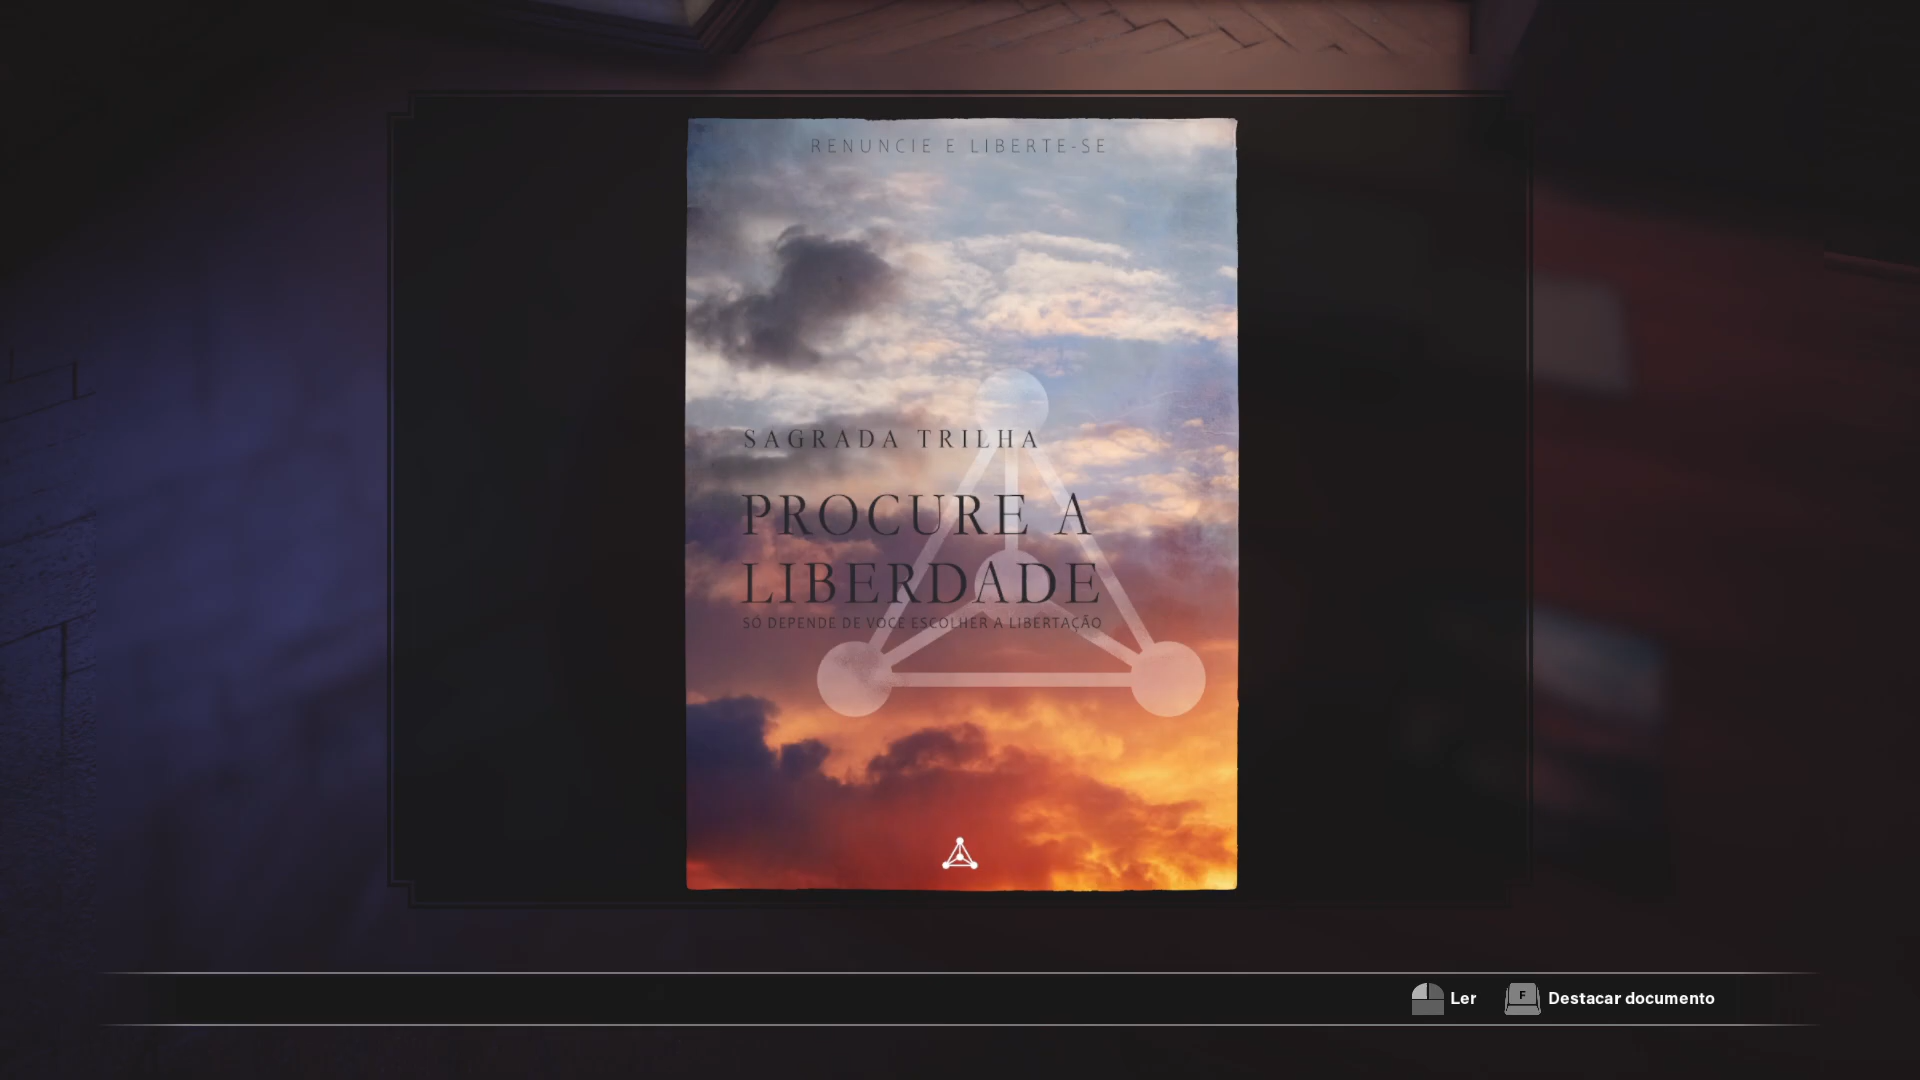 RENUNCIE E LIBERTE-SE
SAGRADA TRILHA
PROCURE A
LIBERDADE
SÓ DEPENDE DE VOCÊ ESCOLHER A LIBERTAÇÃO
Ler
F
Destacar documento